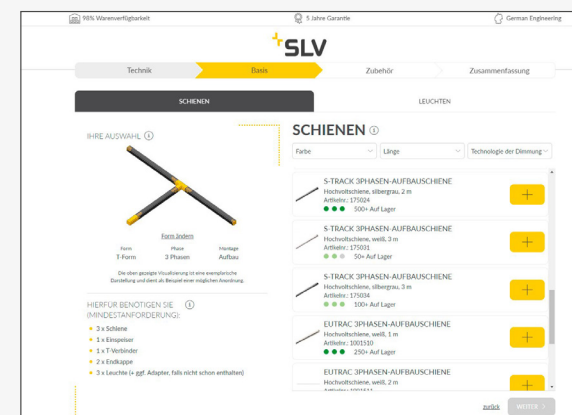 98% Warenverfügbarkeit
5 Jahre Garantie
German Engineering
SLV
Technik
Basis
Zubehör
Zusammenfassung
SCHIENEN
LEUCHTEN
IHRE AUSWAHL
Form ändern
Form
Phase
Montage
T-Form
3 Phasen
Aufbau
Die oben gezeigte Visualisierung ist eine exemplarische
Darstellung und dient als Beispiel einer möglichen Anordnung.
HIERFÜR BENÖTIGEN SIE
(MINDESTANFORDERUNG):
3 x Schiene
1 x Einspeiser
1 x T-Verbinder
2 x Endkappe
3 x Leuchte (+ ggf. Adapter, falls nicht schon enthalten)
SCHIENEN
Farbe
Länge
Technologie der Dimmung
S-TRACK 3PHASEN-AUFBAUSCHIENE
Hochvoltschiene, silbergrau, 2 m
Artikelnr.: 175024
500+ Auf Lager
S-TRACK 3PHASEN-AUFBAUSCHIENE
Hochvoltschiene, weiß, 3 m
Artikelnr.: 175031
50+ Auf Lager
S-TRACK 3PHASEN-AUFBAUSCHIENE
Hochvoltschiene, silbergrau, 3 m
Artikelnr.: 175034
100+ Auf Lager
EUTRAC 3PHASEN-AUFBAUSCHIENE
Hochvoltschiene, weiß, 1 m
Artikelnr.: 1001510
250+ Auf Lager
EUTRAC 3PHASEN-AUFBAUSCHIENE
Hochvoltschiene, weiß, 2 m
zurück
WEITER